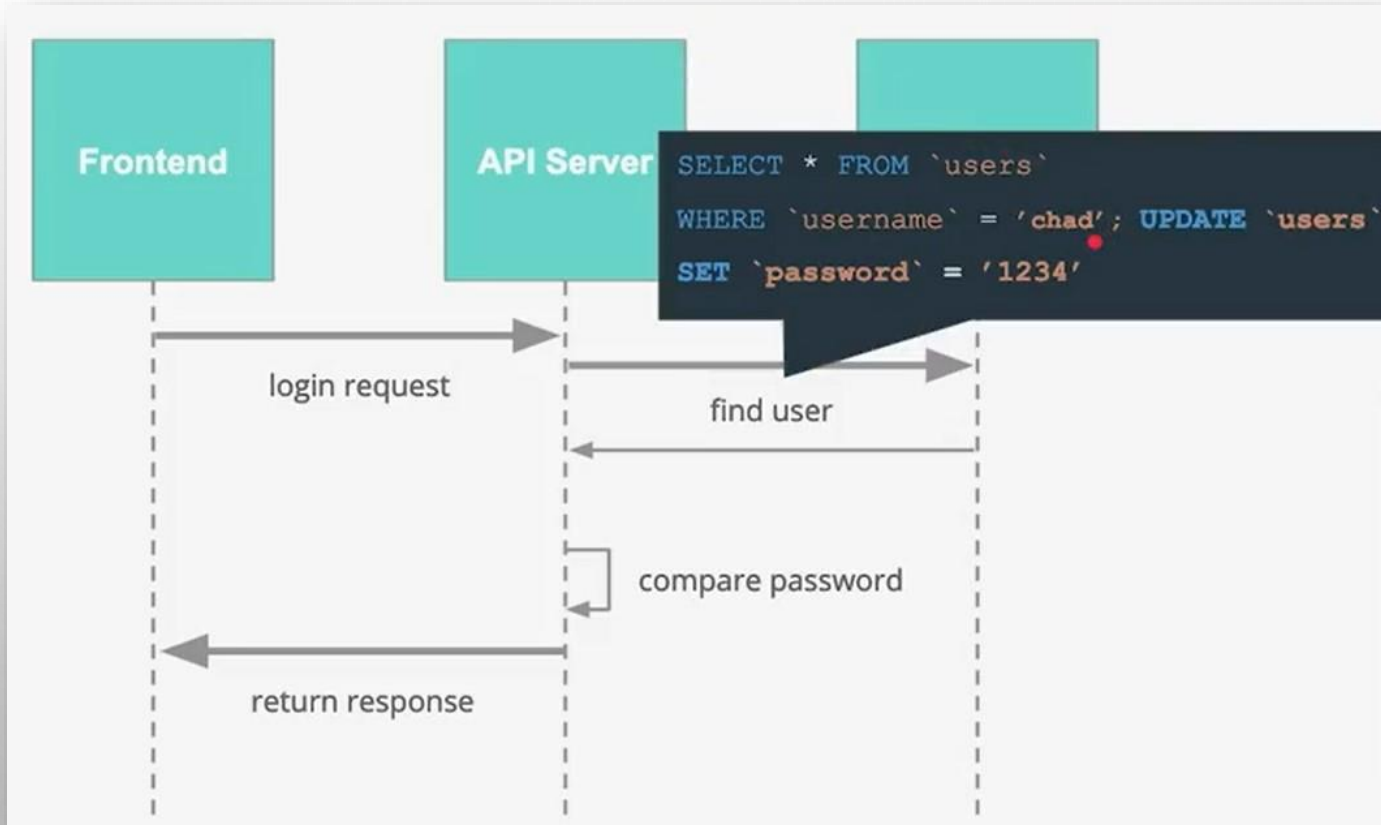 Frontend
API Server
SELECT * FROM `users`
WHERE `username` = ’chad’; UPDATE `users`
SET `password` = ’1234’
login request
find user
compare password
return response